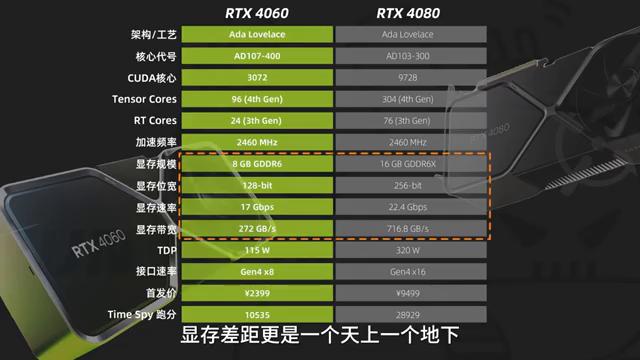 RTX 4060 RTX 4080
架构/工艺 Ada Lovelace Ada Lovelace
核心代号 AD107-400 AD103-300
CUDA核心 3072 9728
Tensor Cores 96 (4th Gen) 304 (4th Gen)
RT Cores 24 (3th Gen) 76 (3th Gen)
加速频率 2460 MHz 2460 MHz
显存规模 8 GB GDDR6 16 GB GDDR6X
显存位宽 128-bit 256-bit
显存速率 17 Gbps 22.4 Gbps
显存带宽 272 GB/s 716.8 GB/s
TDP 115 W 320 W
接口速率 Gen4 x8 Gen4 x16
首发价 ¥2399 ¥9499
Time Spy 跑分 10535 28929
RTX 4080
RTX 4060
显存差距更是一个天上一个地下